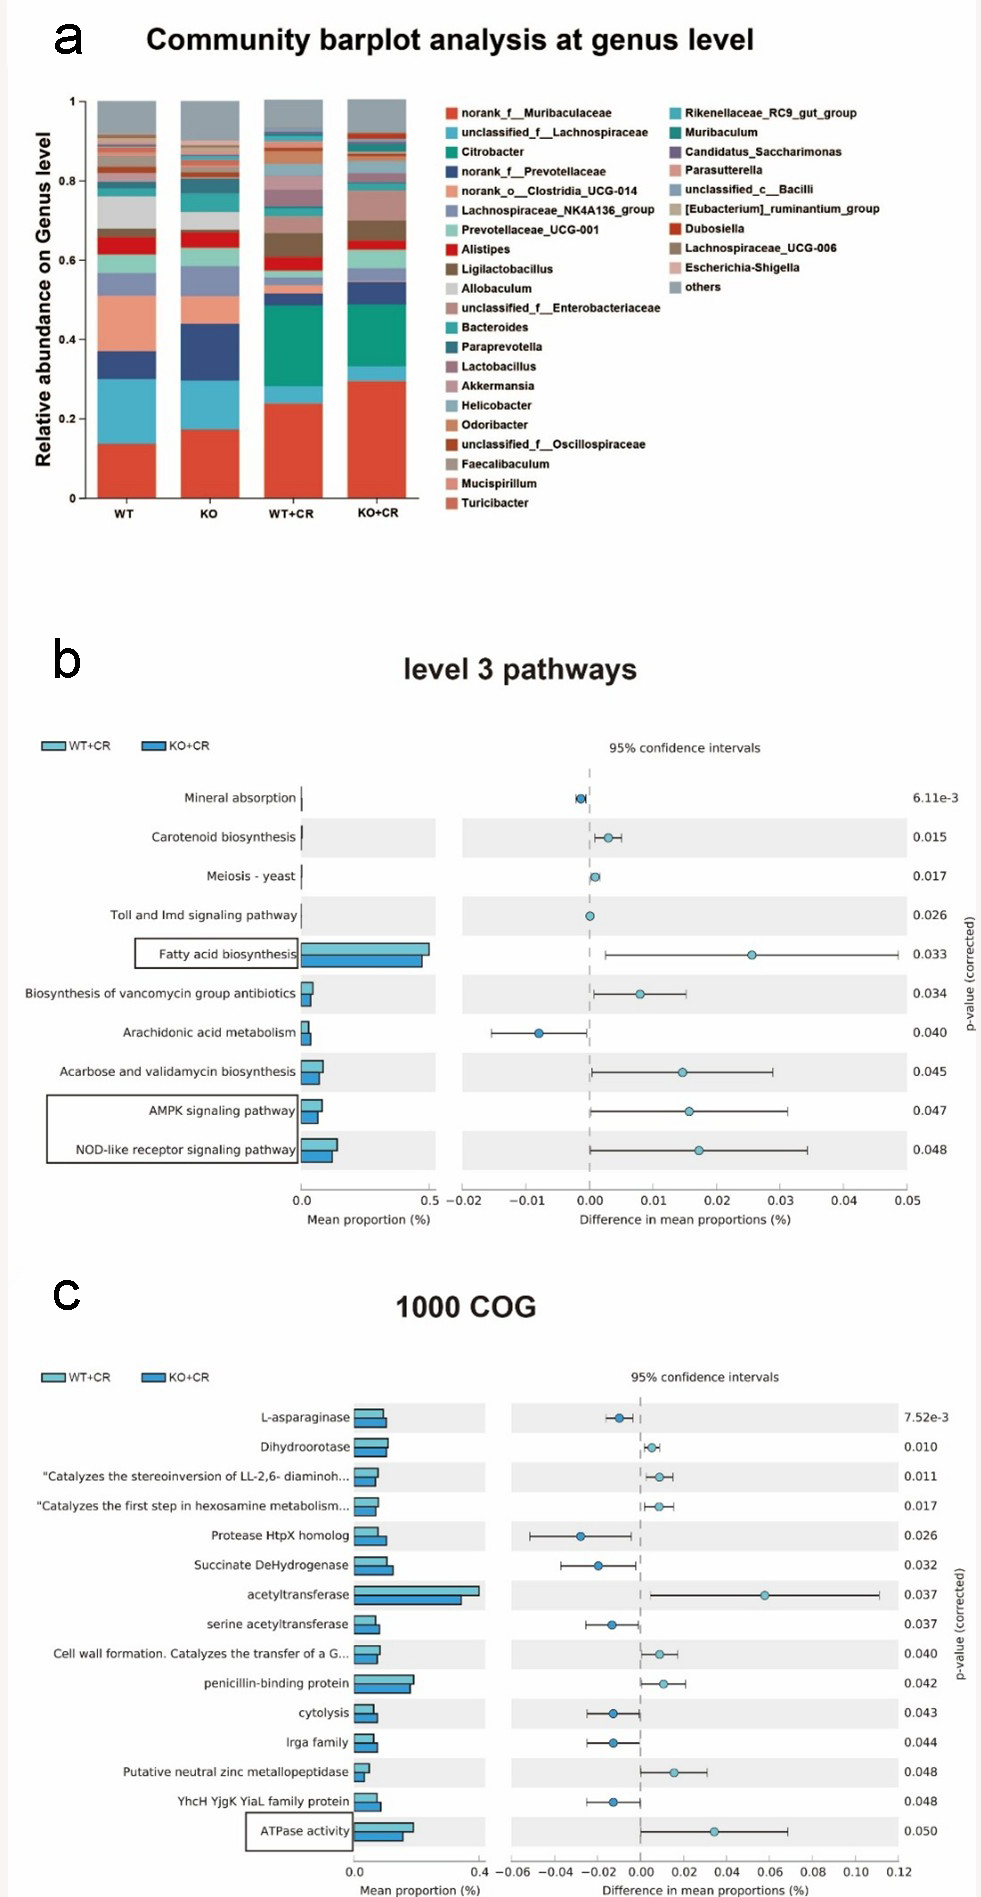 a
Community barplot analysis at genus level
Relative abundance on Genus level
1
0.8
0.6
0.4
0.2
0
WT
KO
WT+CR
KO+CR
norank_f__Muribaculaceae
unclassified_f__Lachnospiraceae
Citrobacter
norank_f__Prevotellaceae
norank_o__Clostridia_UCG-014
Lachnospiraceae_NK4A136_group
Prevotellaceae_UCG-001
Alistipes
Ligilactobacillus
Allobaculum
unclassified_f__Enterobacteriaceae
Bacteroides
Paraprevotella
Lactobacillus
Akkermansia
Helicobacter
Odoribacter
unclassified_f__Oscillospiraceae
Faecalibaculum
Mucispirillum
Turicibacter
Rikenellaceae_RC9_gut_group
Muribaculum
Candidatus_Saccharimonas
Parasutterella
unclassified_c__Bacilli
[Eubacterium]_ruminantium_group
Dubosiella
Lachnospiraceae_UCG-006
Escherichia-Shigella
others
b
level 3 pathways
WT+CR
KO+CR
95% confidence intervals
Mineral absorption
6.11e-3
Carotenoid biosynthesis
0.015
Meiosis - yeast
0.017
Toll and Imd signaling pathway
0.026
Fatty acid biosynthesis
0.033
Biosynthesis of vancomycin group antibiotics
0.034
Arachidonic acid metabolism
0.040
Acarbose and validamycin biosynthesis
0.045
AMPK signaling pathway
0.047
NOD-like receptor signaling pathway
0.048
p-value (corrected)
0.0 0.5
−0.02 −0.01 0.00 0.01 0.02 0.03 0.04 0.05
Mean proportion (%)
Difference in mean proportions (%)
c
1000 COG
WT+CR
KO+CR
95% confidence intervals
L-asparaginase
7.52e-3
Dihydroorotase
0.010
"Catalyzes the stereoinversion of LL-2,6- diaminoh...
0.011
"Catalyzes the first step in hexosamine metabolism...
0.017
Protease HtpX homolog
0.026
Succinate DeHydrogenase
0.032
acetyltransferase
0.037
serine acetyltransferase
0.037
Cell wall formation. Catalyzes the transfer of a G...
0.040
penicillin-binding protein
0.042
cytolysis
0.043
lrga family
0.044
Putative neutral zinc metallopeptidase
0.048
YhcH YjgK YiaL family protein
0.048
ATPase activity
0.050
p-value (corrected)
0.0 0.4
−0.06 −0.04 −0.02 0.00 0.02 0.04 0.06 0.08 0.10 0.12
Mean proportion (%)
Difference in mean proportions (%)